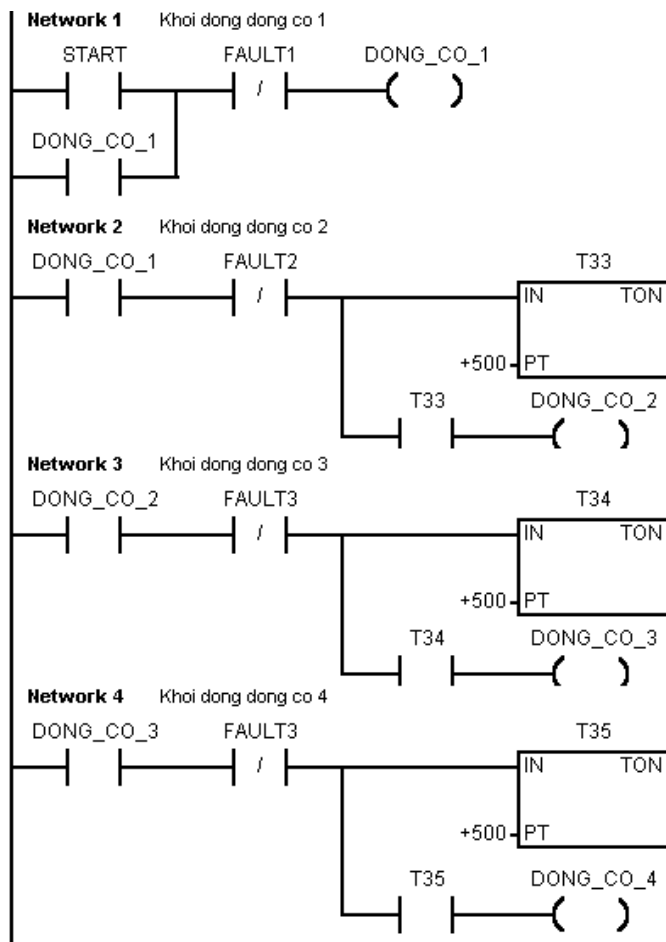 Network 1 Khoi dong dong co 1
START FAULT1 DONG_CO_1
/
DONG_CO_1
Network 2 Khoi dong dong co 2
DONG_CO_1 FAULT2 T33
/ IN TON
+500 PT
T33 DONG_CO_2
Network 3 Khoi dong dong co 3
DONG_CO_2 FAULT3 T34
/ IN TON
+500 PT
T34 DONG_CO_3
Network 4 Khoi dong dong co 4
DONG_CO_3 FAULT3 T35
/ IN TON
+500 PT
T35 DONG_CO_4